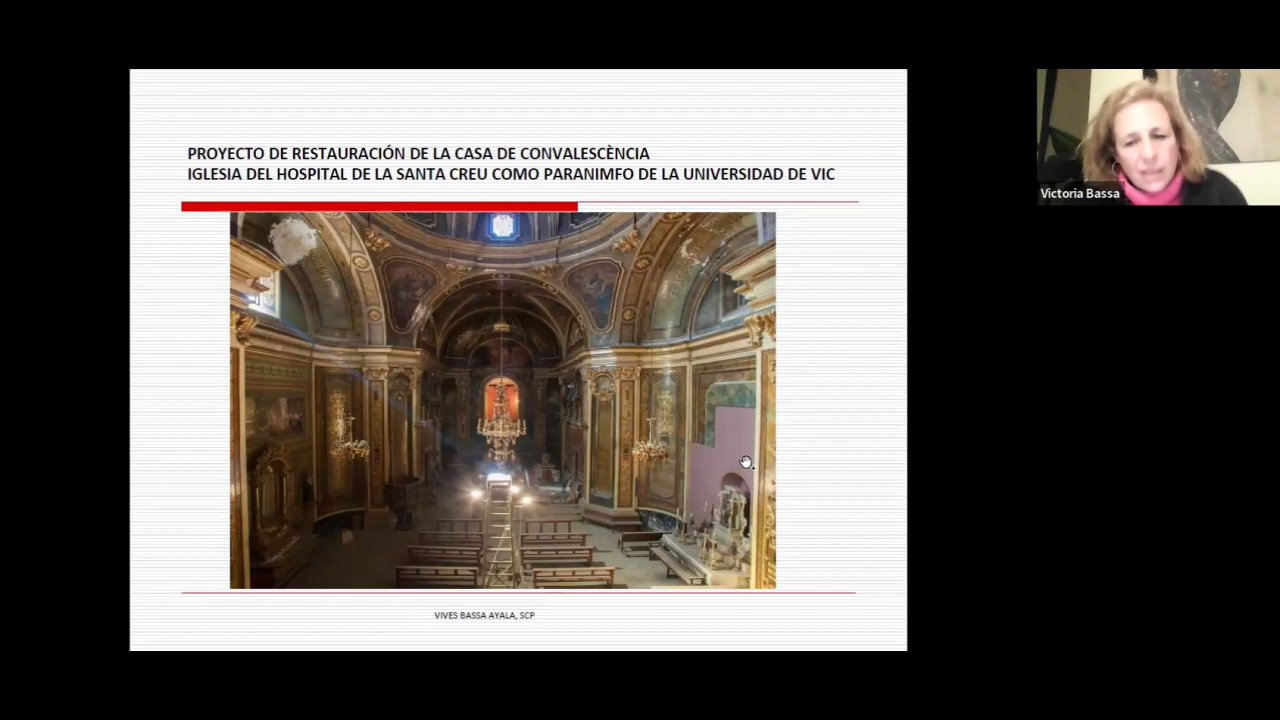 PROYECTO DE RESTAURACIÓN DE LA CASA DE CONVALESCÈNCIA
IGLESIA DEL HOSPITAL DE LA SANTA CREU COMO PARANIMFO DE LA UNIVERSIDAD DE VIC
Victoria Bassa
VIVES BASSA AYALA, SCP